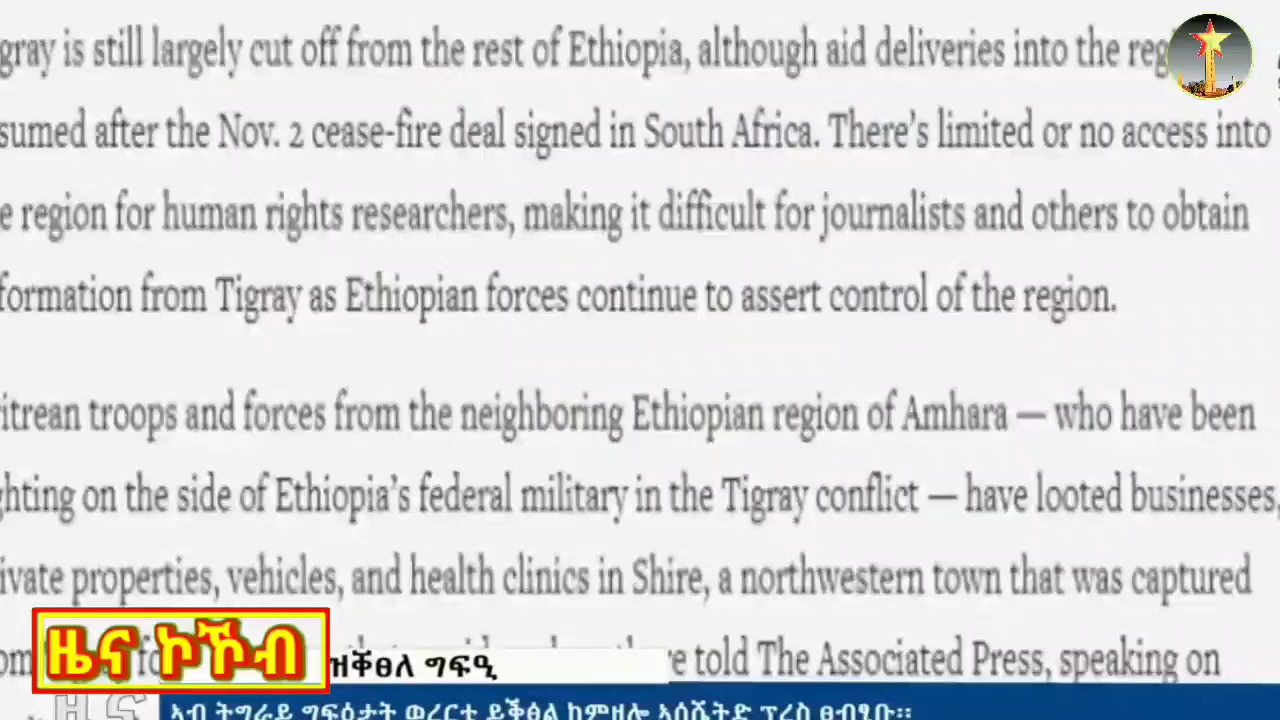 gray is still largely cut off from the rest of Ethiopia, although aid deliveries into the reg
sumed after the Nov. 2 cease-fire deal signed in South Africa. There's limited or no access into
e region for human rights researchers, making it difficult for journalists and others to obtain
formation from Tigray as Ethiopian forces continue to assert control of the region.
itrean troops and forces from the neighboring Ethiopian region of Amhara — who have been
ghting on the side of Ethiopia's federal military in the Tigray conflict — have looted businesses,
ivate properties, vehicles, and health clinics in Shire, a northwestern town that was captured
om re told The Associated Press, speaking on
ዜና ኮኾብ
ዝቐፀለ ግፍዒ
ዜና
ኣብ ትግራይ ግፍዕታት ወረርቲ ይቕፅል ከምዘሎ ኣሶሼትድ ፕረስ ፀብፂቡ።